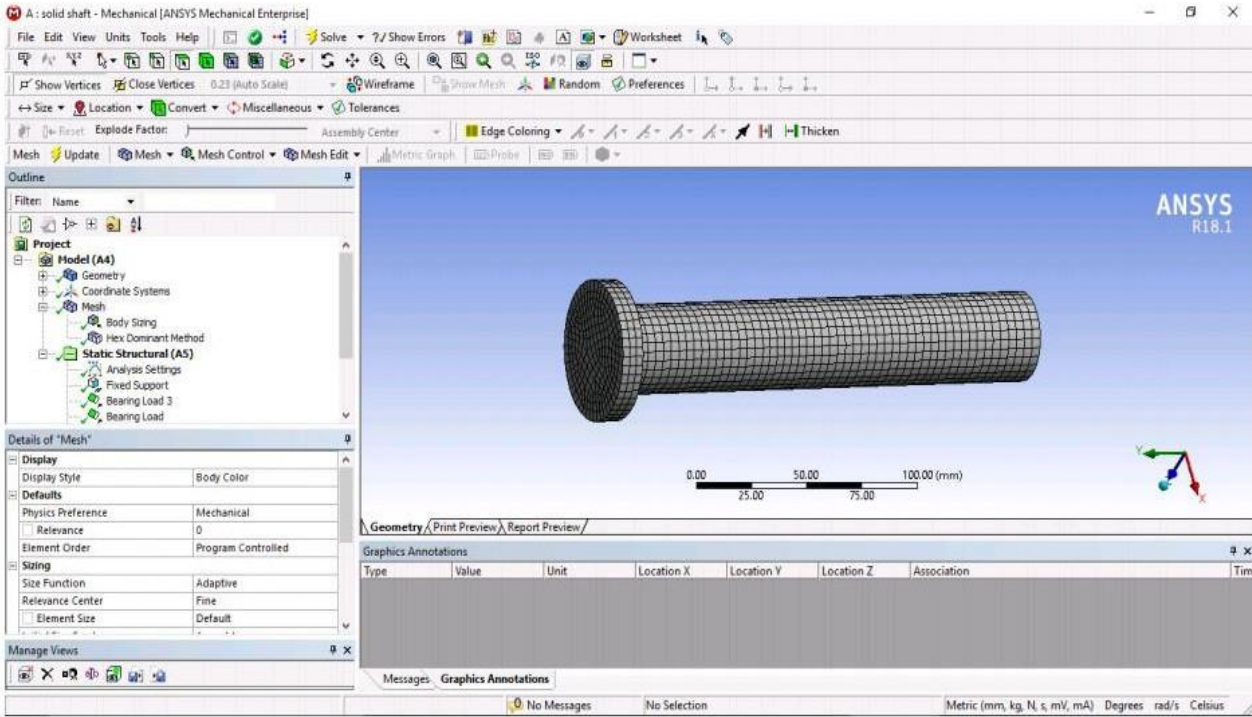 A : solid shaft - Mechanical [ANSYS Mechanical Enterprise]
File Edit View Units Tools Help Solve ?/ Show Errors Worksheet
Show Vertices Close Vertices 0.23 (Auto Scale) Wireframe Show Mesh Random Preferences
Size Location Convert Miscellaneous Tolerances
Reset Explode Factor: Assembly Center Edge Coloring Thicken
Mesh Update Mesh Mesh Control Mesh Edit Metric Graph Probe
Outline
Filter: Name
Project
Model (A4)
Geometry
Coordinate Systems
Mesh
Body Sizing
Hex Dominant Method
Static Structural (A5)
Analysis Settings
Fixed Support
Bearing Load 3
Bearing Load
Details of "Mesh"
Display
Display Style Body Color
Defaults
Physics Preference Mechanical
Relevance 0
Element Order Program Controlled
Sizing
Size Function Adaptive
Relevance Center Fine
Element Size Default
Manage Views
ANSYS
R18.1
0.00 50.00 100.00 (mm)
25.00 75.00
Y
X
Geometry Print Preview Report Preview
Graphics Annotations
Type Value Unit Location X Location Y Location Z Association Tim
Messages Graphics Annotations
No Messages No Selection Metric (mm, kg, N, s, mV, mA) Degrees rad/s Celsius